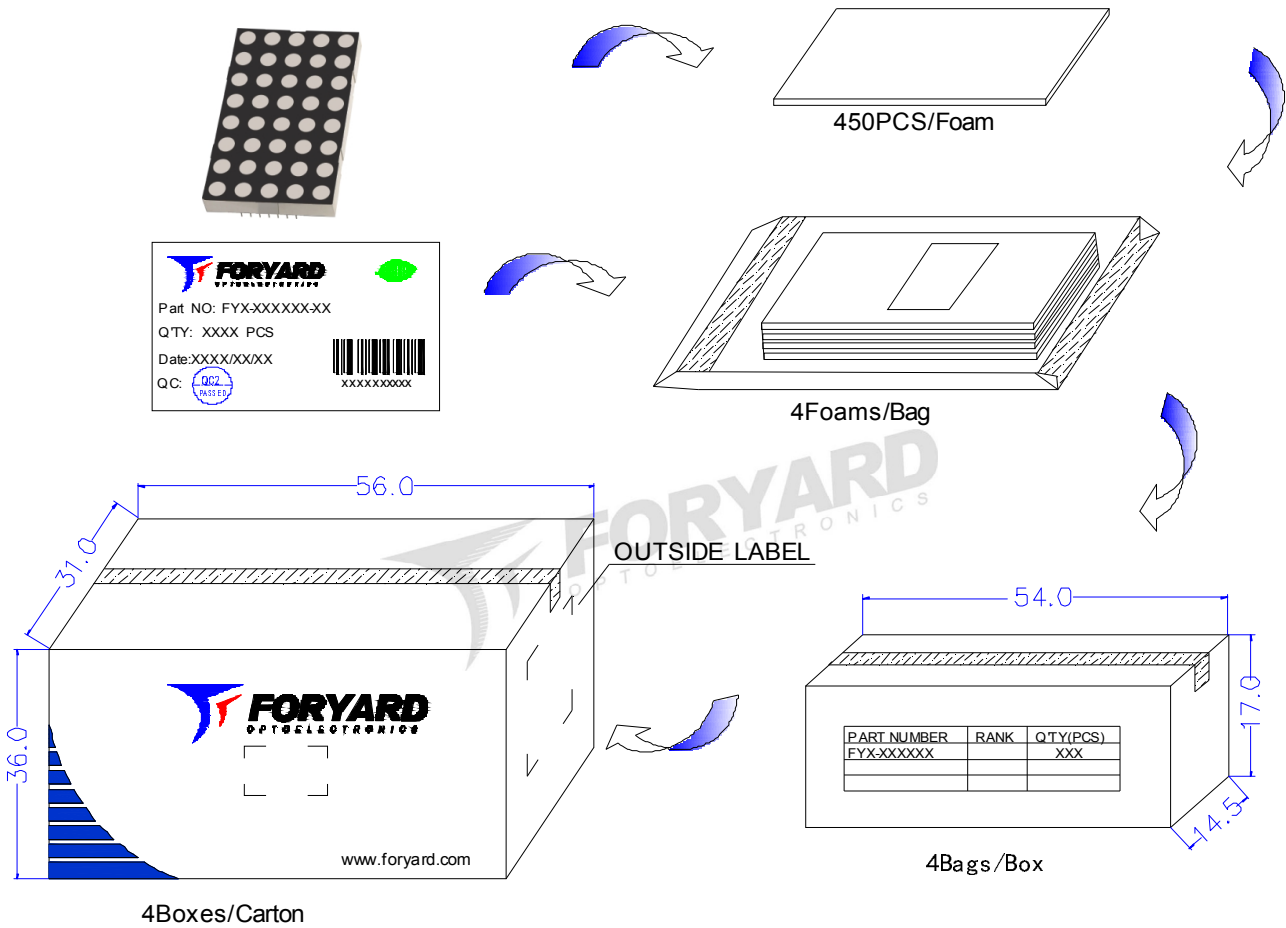 450PCS/Foam
FORYARD
OPTOELECTRONICS
Part NO: FYX-XXXXXX-XX
Q'TY: XXXX PCS
Date:XXXX/XX/XX
QC:
QC2
PASSED
XXXXXXXXXX
4Foams/Bag
FORYARD
OPTOELECTRONICS
56.0
31.0
36.0
OUTSIDE LABEL
FORYARD
OPTOELECTRONICS
www.foryard.com
4Boxes/Carton
54.0
17.0
14.5
PART NUMBER RANK Q'TY(PCS)
FYX-XXXXXX XXX
4Bags/Box